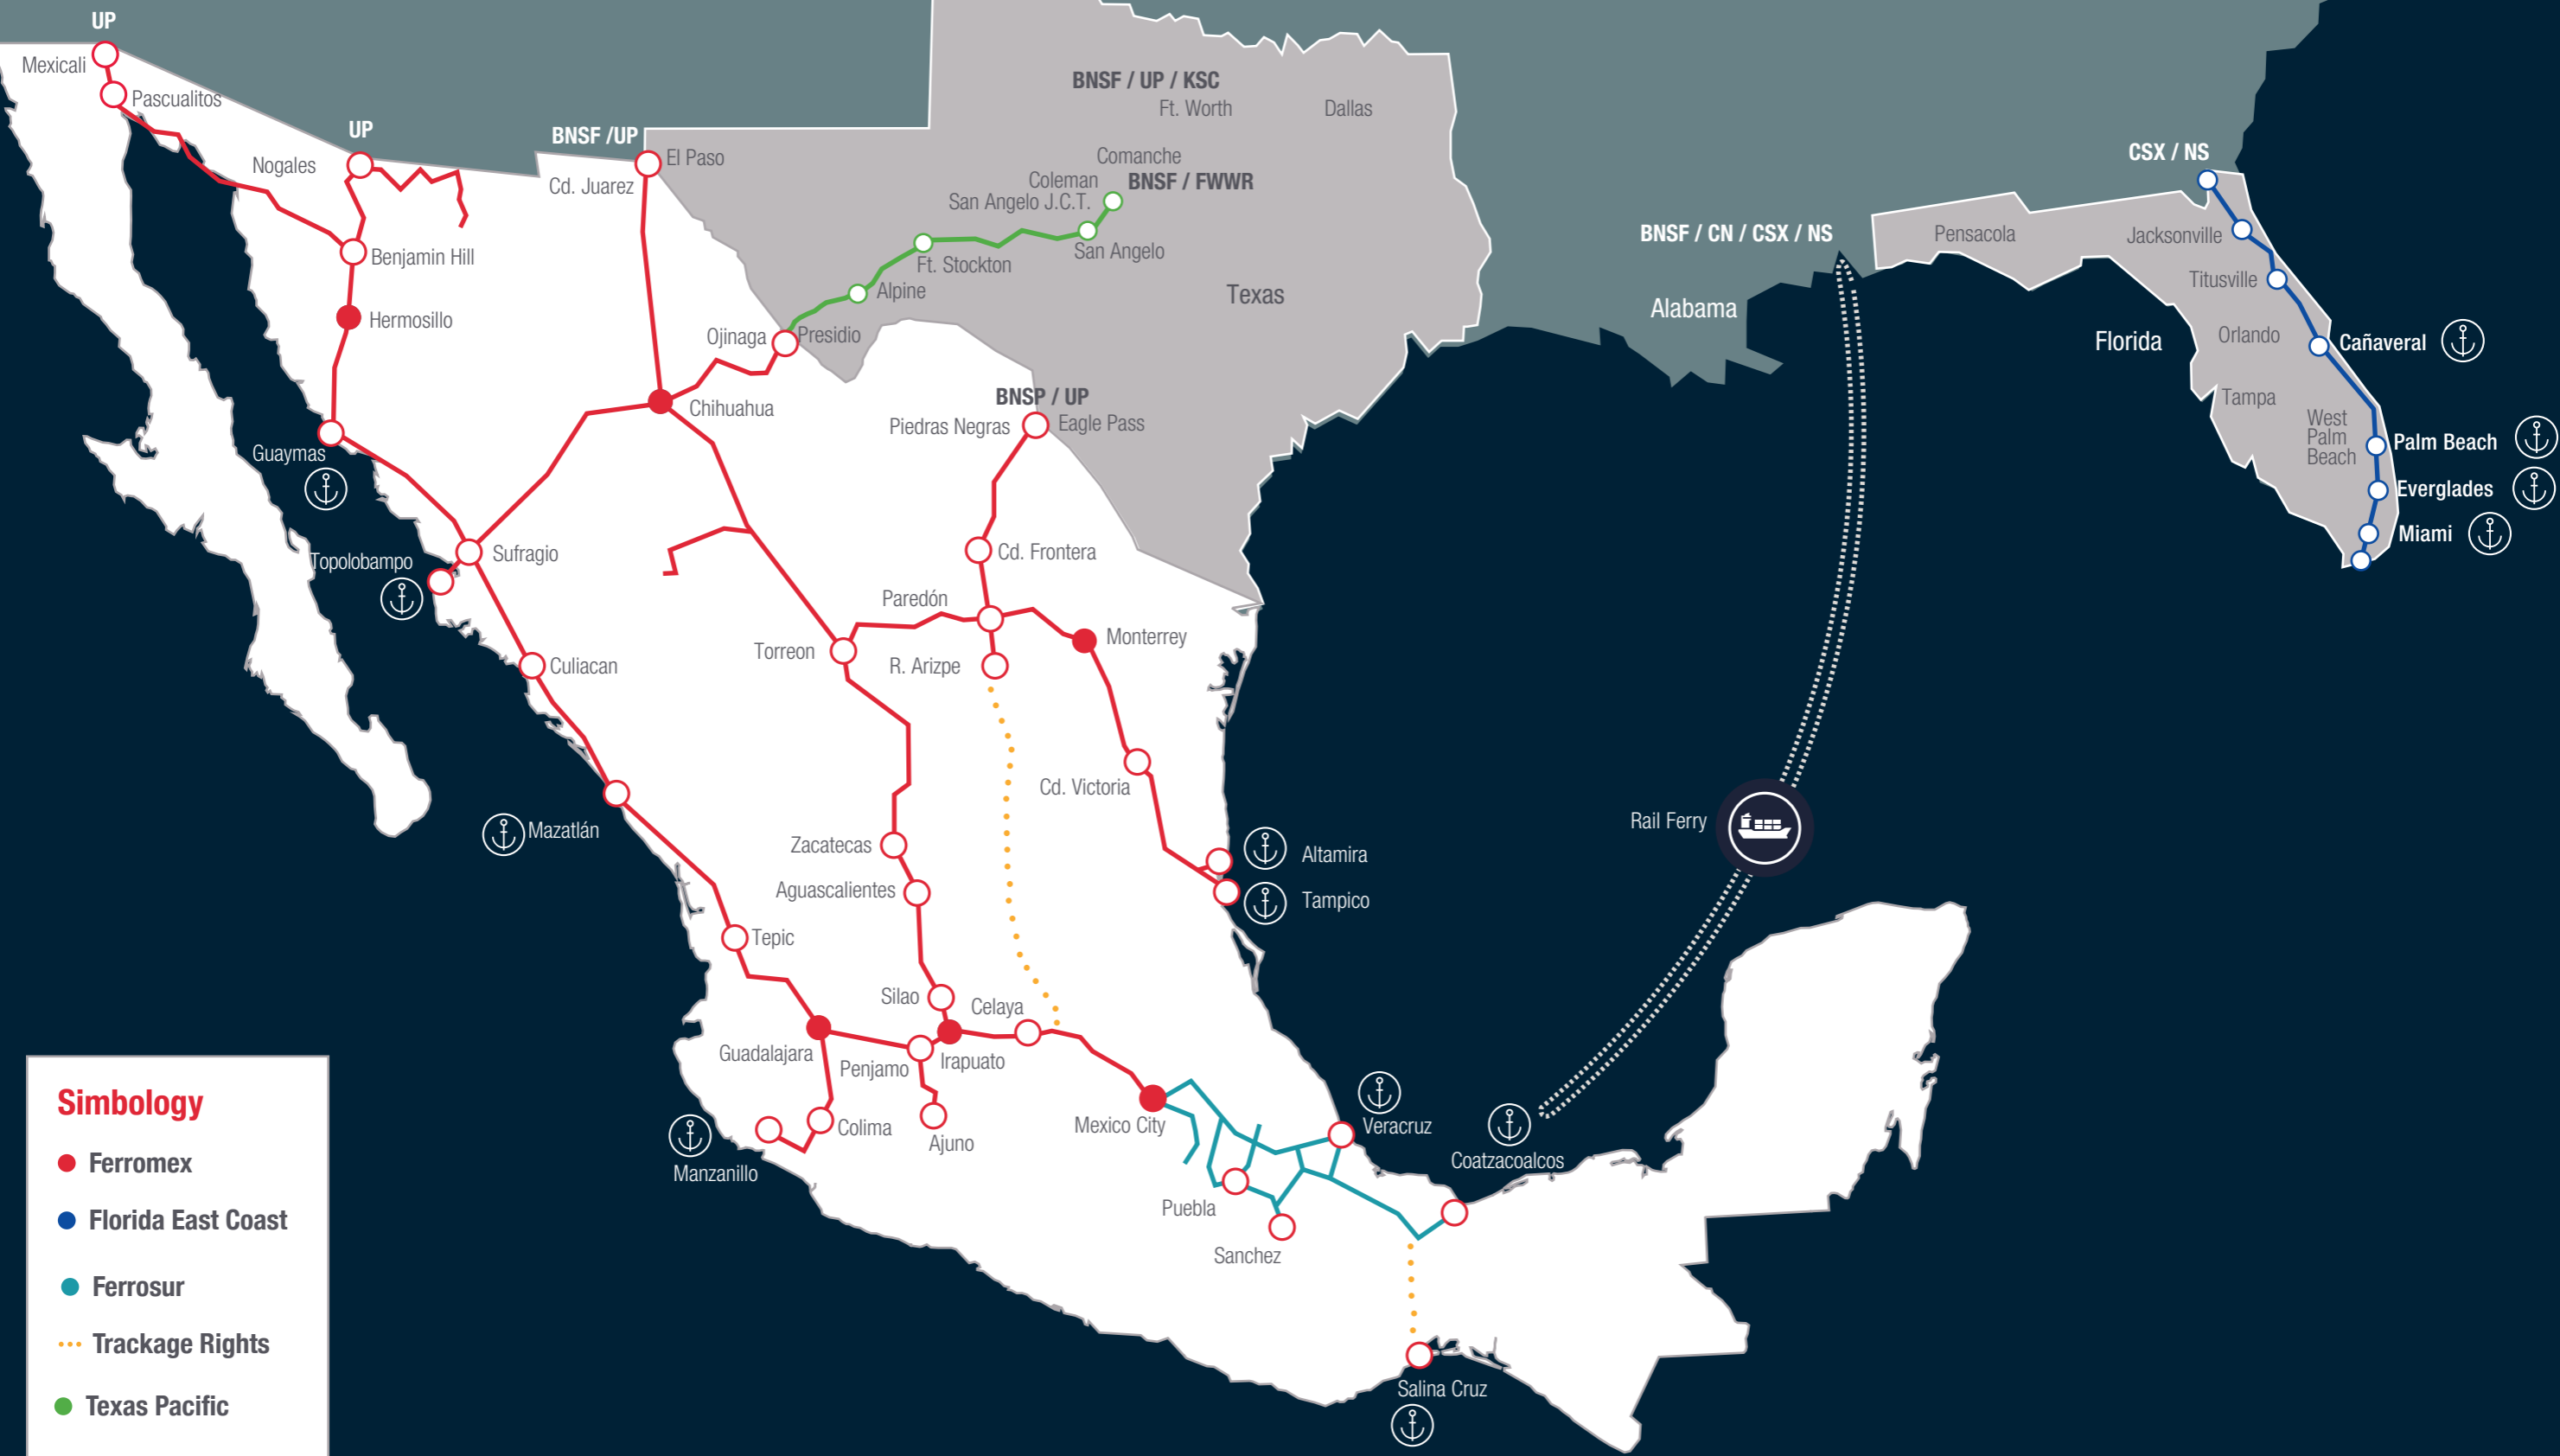 UP
Mexicali
Pascualitos
UP
Nogales
BNSF /UP
El Paso
Cd. Juarez
Benjamin Hill
Hermosillo
Guaymas
Topolobampo
Sufragio
Culiacan
Mazatlán
Tepic
Guadalajara
Colima
Manzanillo
Chihuahua
Ojinaga
Presidio
Alpine
Ft. Stockton
San Angelo
San Angelo J.C.T.
Coleman
Comanche
BNSF / FWWR
BNSF / UP / KSC
Ft. Worth
Dallas
Texas
BNSP / UP
Piedras Negras
Eagle Pass
Cd. Frontera
Paredón
Monterrey
Torreon
R. Arizpe
Cd. Victoria
Zacatecas
Aguascalientes
Altamira
Tampico
Silao
Celaya
Penjamo
Irapuato
Ajuno
Mexico City
Puebla
Sanchez
Veracruz
Coatzacoalcos
Salina Cruz
Rail Ferry
BNSF / CN / CSX / NS
Alabama
CSX / NS
Pensacola
Jacksonville
Titusville
Florida
Orlando
Cañaveral
Tampa
West
Palm
Beach
Palm Beach
Everglades
Miami
Simbology
Ferromex
Florida East Coast
Ferrosur
Trackage Rights
Texas Pacific